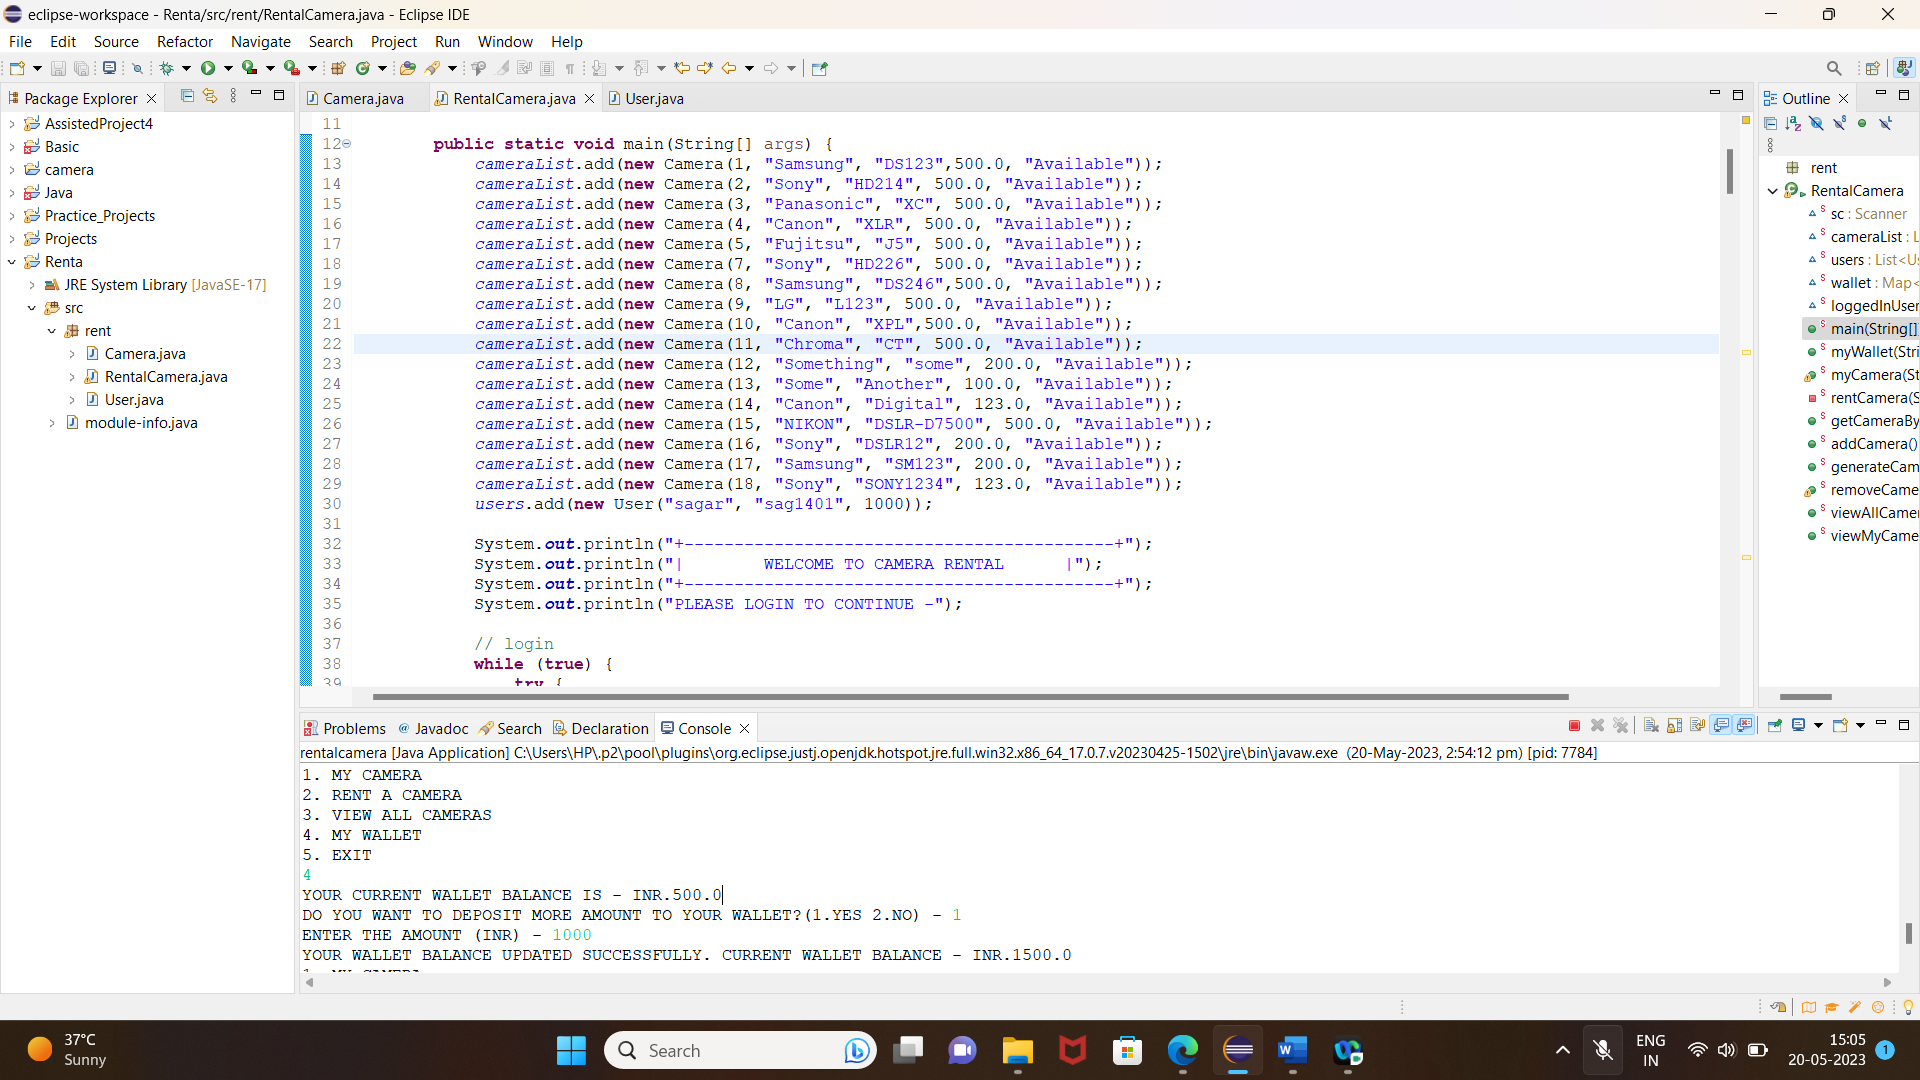 eclipse-workspace - Renta/src/rent/RentalCamera.java - Eclipse IDE
File Edit Source Refactor Navigate Search Project Run Window Help
Package Explorer
AssistedProject4
Basic
camera
Java
Practice_Projects
Projects
Renta
JRE System Library [JavaSE-17]
src
rent
Camera.java
RentalCamera.java
User.java
module-info.java
Camera.java RentalCamera.java User.java
11
12 public static void main(String[] args) {
13 cameraList.add(new Camera(1, "Samsung", "DS123",500.0, "Available"));
14 cameraList.add(new Camera(2, "Sony", "HD214", 500.0, "Available"));
15 cameraList.add(new Camera(3, "Panasonic", "XC", 500.0, "Available"));
16 cameraList.add(new Camera(4, "Canon", "XLR", 500.0, "Available"));
17 cameraList.add(new Camera(5, "Fujitsu", "J5", 500.0, "Available"));
18 cameraList.add(new Camera(7, "Sony", "HD226", 500.0, "Available"));
19 cameraList.add(new Camera(8, "Samsung", "DS246",500.0, "Available"));
20 cameraList.add(new Camera(9, "LG", "L123", 500.0, "Available"));
21 cameraList.add(new Camera(10, "Canon", "XPL",500.0, "Available"));
22 cameraList.add(new Camera(11, "Chroma", "CT", 500.0, "Available"));
23 cameraList.add(new Camera(12, "Something", "some", 200.0, "Available"));
24 cameraList.add(new Camera(13, "Some", "Another", 100.0, "Available"));
25 cameraList.add(new Camera(14, "Canon", "Digital", 123.0, "Available"));
26 cameraList.add(new Camera(15, "NIKON", "DSLR-D7500", 500.0, "Available"));
27 cameraList.add(new Camera(16, "Sony", "DSLR12", 200.0, "Available"));
28 cameraList.add(new Camera(17, "Samsung", "SM123", 200.0, "Available"));
29 cameraList.add(new Camera(18, "Sony", "SONY1234", 123.0, "Available"));
30 users.add(new User("sagar", "sag1401", 1000));
31
32 System.out.println("+-------------------------------------------+");
33 System.out.println("|        WELCOME TO CAMERA RENTAL      |");
34 System.out.println("+-------------------------------------------+");
35 System.out.println("PLEASE LOGIN TO CONTINUE -");
36
37 // login
38 while (true) {
39 try {
Outline
rent
RentalCamera
sc : Scanner
cameraList : L
users : List<Us
wallet : Map<
loggedInUser
main(String[]
myWallet(Stri
myCamera(St
rentCamera(S
getCameraBy
addCamera()
generateCam
removeCame
viewAllCamer
viewMyCame
Problems @ Javadoc Search Declaration Console
rentalcamera [Java Application] C:\Users\HP\.p2\pool\plugins\org.eclipse.justj.openjdk.hotspot.jre.full.win32.x86_64_17.0.7.v20230425-1502\jre\bin\javaw.exe (20-May-2023, 2:54:12 pm) [pid: 7784]
1. MY CAMERA
2. RENT A CAMERA
3. VIEW ALL CAMERAS
4. MY WALLET
5. EXIT
4
YOUR CURRENT WALLET BALANCE IS - INR.500.0
DO YOU WANT TO DEPOSIT MORE AMOUNT TO YOUR WALLET?(1.YES 2.NO) - 1
ENTER THE AMOUNT (INR) - 1000
YOUR WALLET BALANCE UPDATED SUCCESSFULLY. CURRENT WALLET BALANCE - INR.1500.0
1. MY CAMERA
37°C
Sunny
Search
ENG
IN
15:05
20-05-2023
1